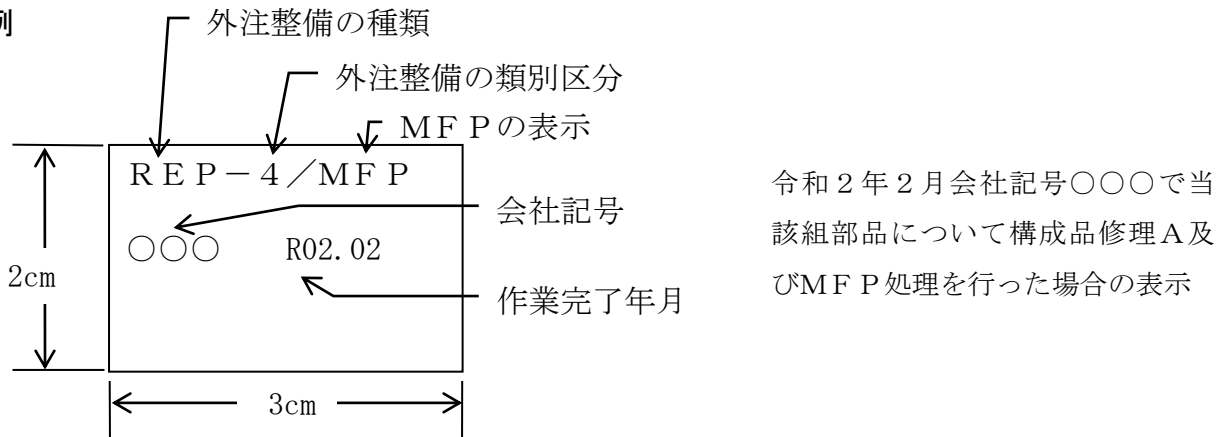 例
外注整備の種類
外注整備の類別区分
ＭＦＰの表示
ＲＥＰ－４／ＭＦＰ
会社記号
○○○ R02.02
作業完了年月
2cm
3cm
令和２年２月会社記号○○○で当
該組部品について構成品修理Ａ及
びＭＦＰ処理を行った場合の表示